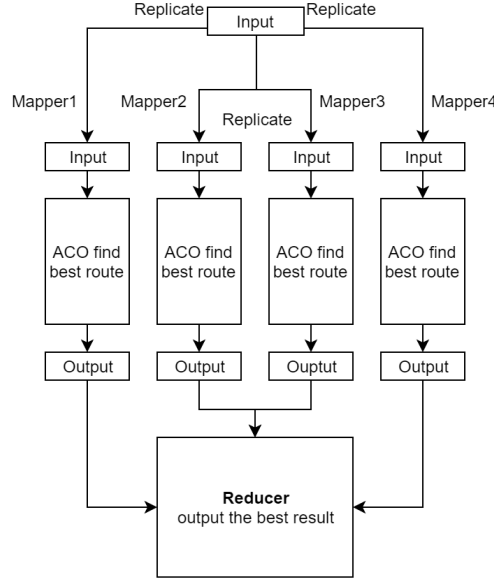 Replicate
Input
Replicate
Mapper1
Mapper2
Mapper3
Mapper4
Replicate
Input
Input
Input
Input
ACO find
best route
ACO find
best route
ACO find
best route
ACO find
best route
Output
Output
Ouptut
Output
Reducer
output the best result